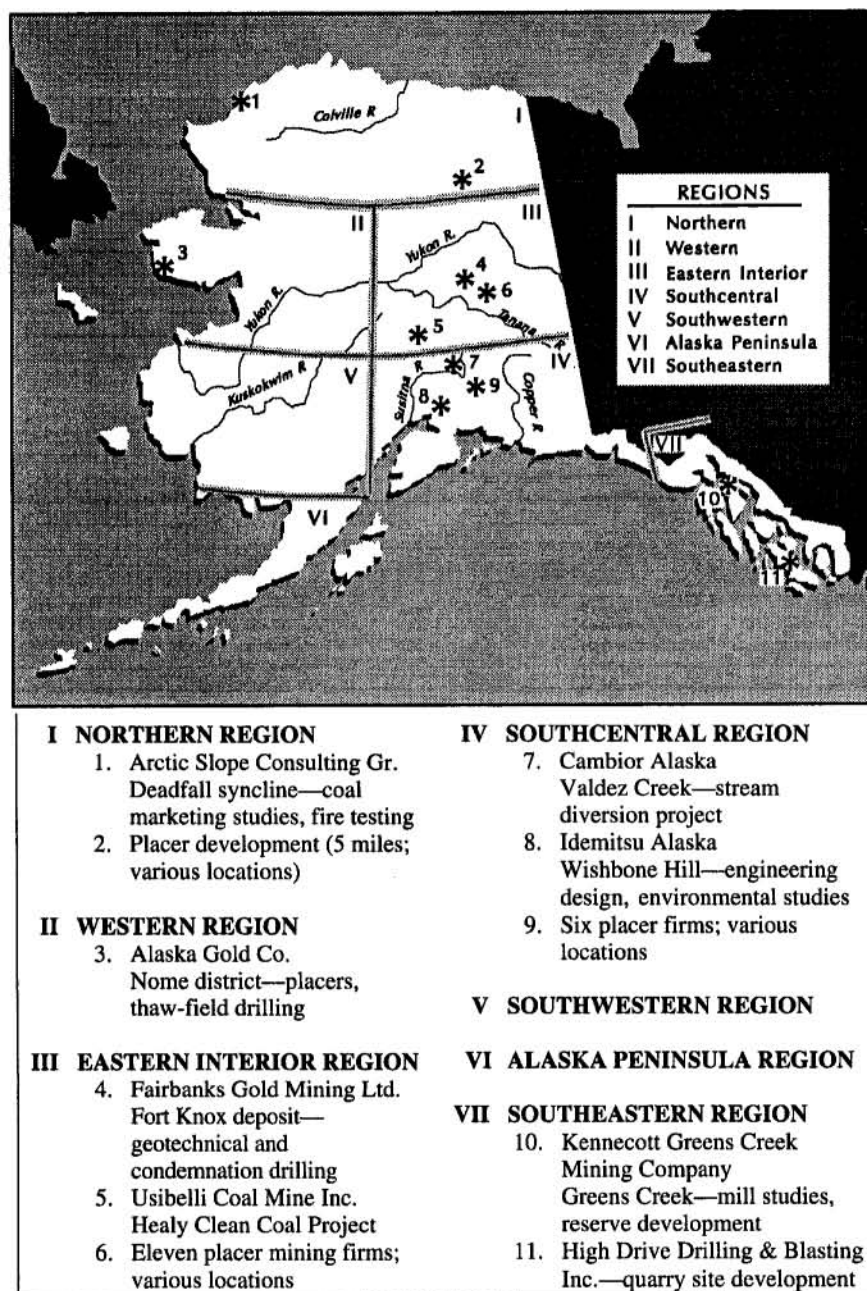 1
Colville R
I
2
II
III
3
Yukon R.
4
6
Yukon R.
5
Tanana R
V
7
IV
Kuskokwim R
Susitna R
8
9
Copper R
VI
VII
10
11
REGIONS
I Northern
II Western
III Eastern Interior
IV Southcentral
V Southwestern
VI Alaska Peninsula
VII Southeastern
I NORTHERN REGION
1. Arctic Slope Consulting Gr.
Deadfall syncline—coal
marketing studies, fire testing
2. Placer development (5 miles;
various locations)
II WESTERN REGION
3. Alaska Gold Co.
Nome district—placers,
thaw-field drilling
III EASTERN INTERIOR REGION
4. Fairbanks Gold Mining Ltd.
Fort Knox deposit—
geotechnical and
condemnation drilling
5. Usibelli Coal Mine Inc.
Healy Clean Coal Project
6. Eleven placer mining firms;
various locations
IV SOUTHCENTRAL REGION
7. Cambior Alaska
Valdez Creek—stream
diversion project
8. Idemitsu Alaska
Wishbone Hill—engineering
design, environmental studies
9. Six placer firms; various
locations
V SOUTHWESTERN REGION
VI ALASKA PENINSULA REGION
VII SOUTHEASTERN REGION
10. Kennecott Greens Creek
Mining Company
Greens Creek—mill studies,
reserve development
11. High Drive Drilling & Blasting
Inc.—quarry site development